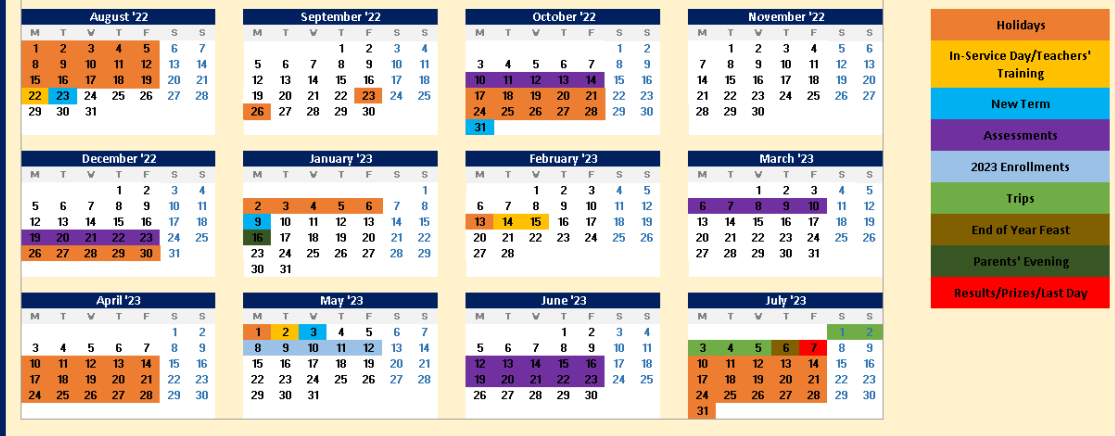 August '22 September '22 October '22 November '22
M T W T F S S M T W T F S S M T W T F S S M T W T F S S
1 2 3 4 5 6 7 1 2 3 4 1 2 1 2 3 4 5 6
8 9 10 11 12 13 14 5 6 7 8 9 10 11 3 4 5 6 7 8 9 7 8 9 10 11 12 13
15 16 17 18 19 20 21 12 13 14 15 16 17 18 10 11 12 13 14 15 16 14 15 16 17 18 19 20
22 23 24 25 26 27 28 19 20 21 22 23 24 25 17 18 19 20 21 22 23 21 22 23 24 25 26 27
29 30 31 26 27 28 29 30 24 25 26 27 28 29 30 28 29 30
31
December '22 January '23 February '23 March '23
M T W T F S S M T W T F S S M T W T F S S M T W T F S S
1 2 3 4 1 1 2 3 4 5 1 2 3 4 5
5 6 7 8 9 10 11 2 3 4 5 6 7 8 6 7 8 9 10 11 12 6 7 8 9 10 11 12
12 13 14 15 16 17 18 9 10 11 12 13 14 15 13 14 15 16 17 18 19 13 14 15 16 17 18 19
19 20 21 22 23 24 25 16 17 18 19 20 21 22 20 21 22 23 24 25 26 20 21 22 23 24 25 26
26 27 28 29 30 31 23 24 25 26 27 28 29 27 28 27 28 29 30 31
30 31
April '23 May '23 June '23 July '23
M T W T F S S M T W T F S S M T W T F S S M T W T F S S
1 2 1 2 3 4 5 6 7 1 2 3 4 1 2
3 4 5 6 7 8 9 8 9 10 11 12 13 14 5 6 7 8 9 10 11 3 4 5 6 7 8 9
10 11 12 13 14 15 16 15 16 17 18 19 20 21 12 13 14 15 16 17 18 10 11 12 13 14 15 16
17 18 19 20 21 22 23 22 23 24 25 26 27 28 19 20 21 22 23 24 25 17 18 19 20 21 22 23
24 25 26 27 28 29 30 29 30 31 26 27 28 29 30 24 25 26 27 28 29 30
31
Holidays
In-Service Day/Teachers'
Training
New Term
Assessments
2023 Enrollments
Trips
End of Year Feast
Parents' Evening
Results/Prizes/Last Day